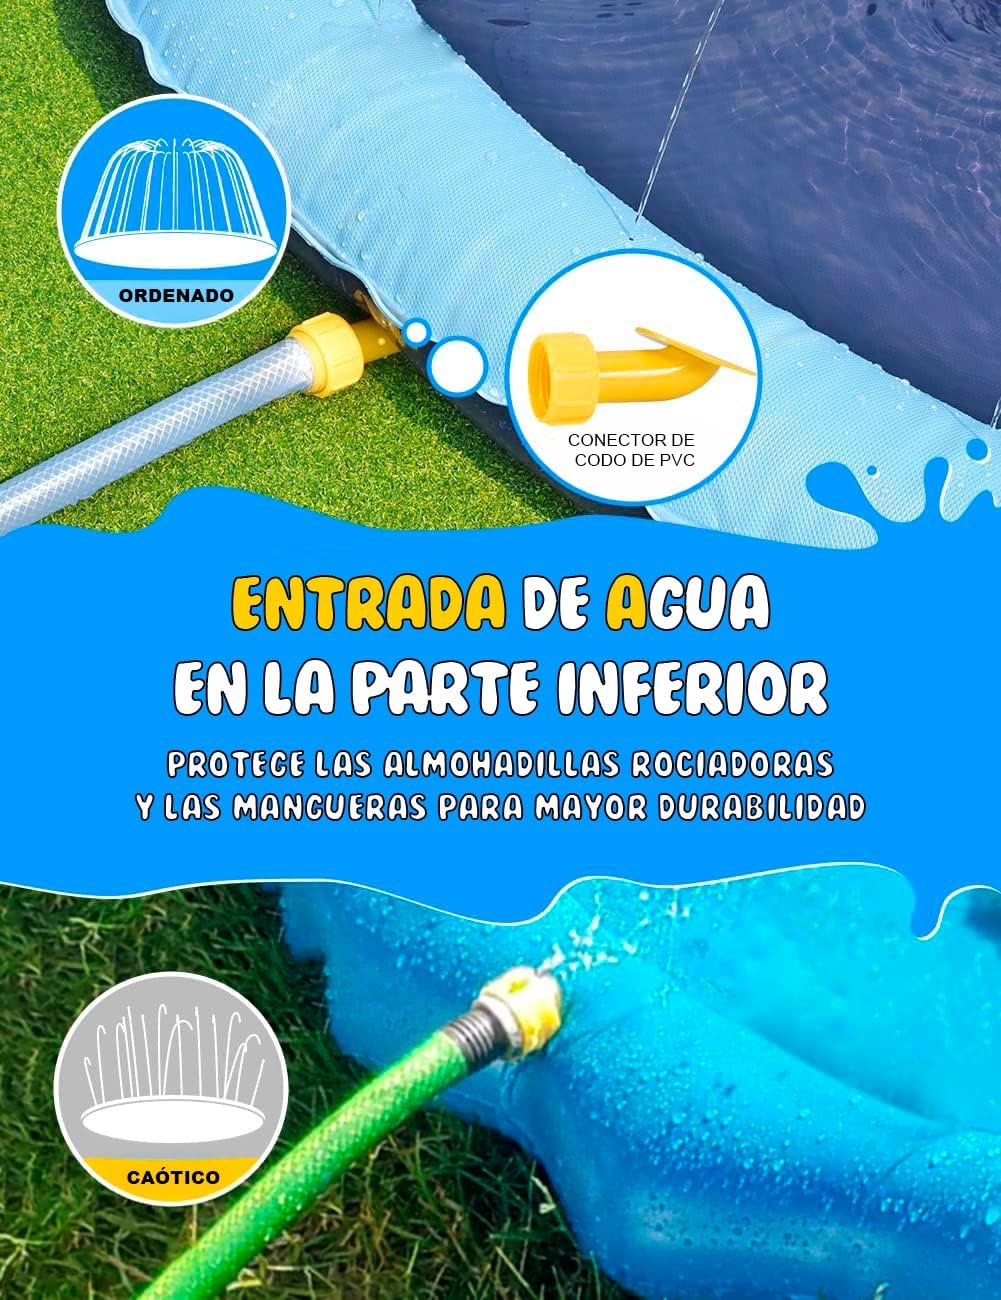 ORDENADO
CONECTOR DE
CODO DE PVC
ENTRADA DE AGUA
EN LA PARTE INFERIOR
PROTEGE LAS ALMOHADILLAS ROCIADORAS
Y LAS MANGUERAS PARA MAYOR DURABILIDAD
CAÓTICO